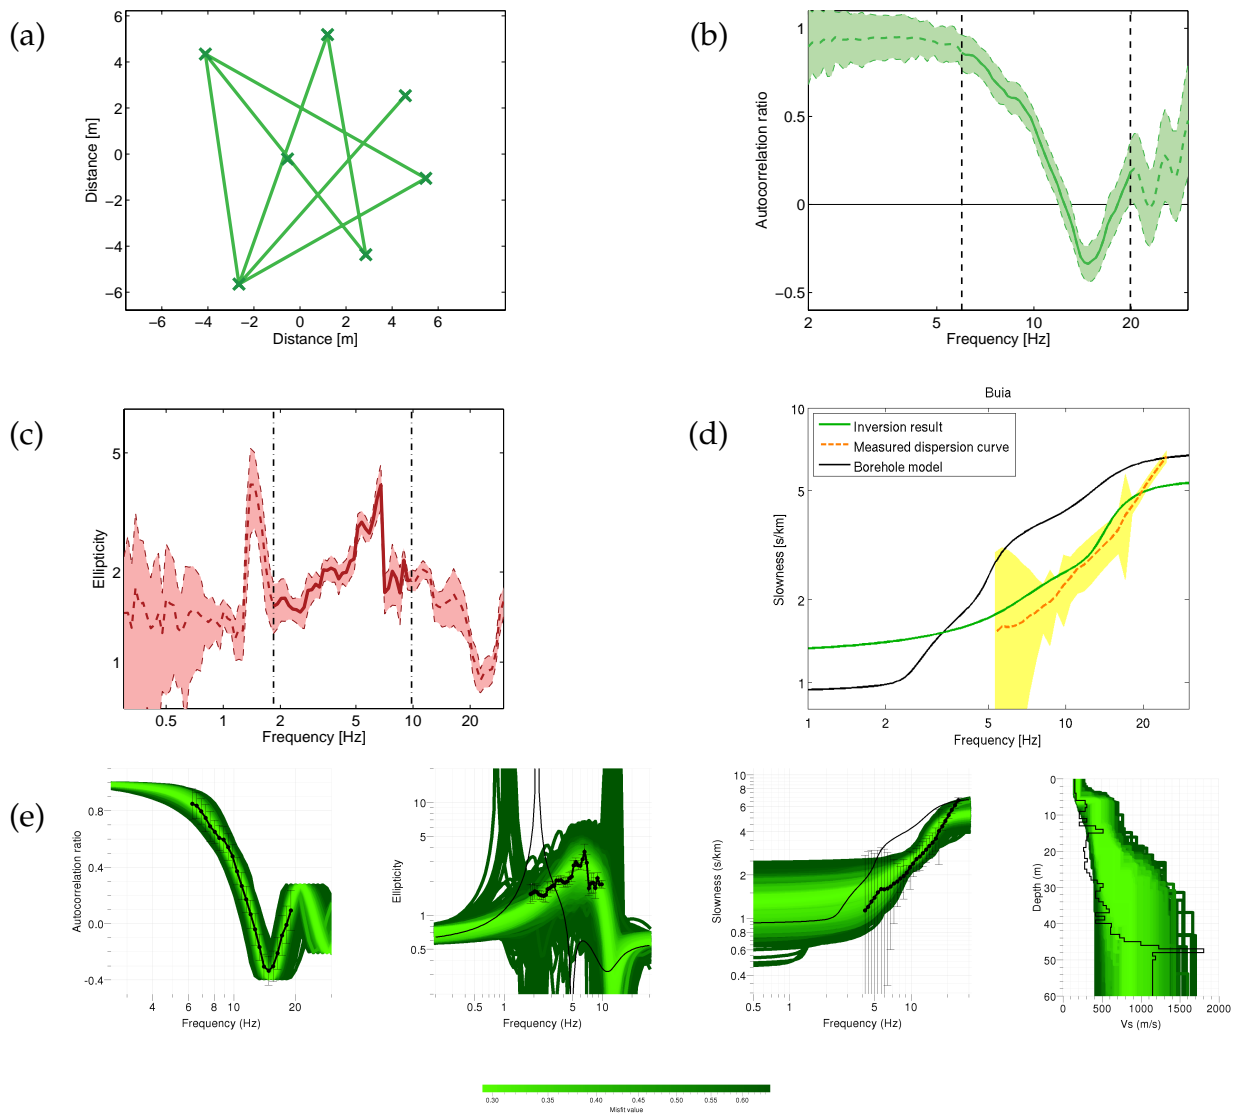 (a)
6
4
2
0
−2
−4
−6
Distance [m]
−6 −4 −2 0 2 4 6
Distance [m]
(b)
1
0.5
0
−0.5
Autocorrelation ratio
2 5 10 20
Frequency [Hz]
(c)
5
2
1
Ellipticity
0.5 1 2 5 10 20
Frequency [Hz]
(d)
Buia
Inversion result
Measured dispersion curve
Borehole model
10
5
2
1
Slowness [s/km]
1 2 5 10 20
Frequency [Hz]
(e)
0.8
0.4
0.0
-0.4
Autocorrelation ratio
4 6 8 10 20
Frequency (Hz)
10
5
1
0.5
Ellipticity
0.5 1 5 10
Frequency (Hz)
10
8
6
4
2
1
0.8
0.6
0.4
Slowness (s/km)
0.5 1 5 10
Frequency (Hz)
0
10
20
30
40
50
60
Depth (m)
0 500 1000 1500 2000
Vs (m/s)
0.30 0.35 0.40 0.45 0.50 0.55 0.60
Misfit value